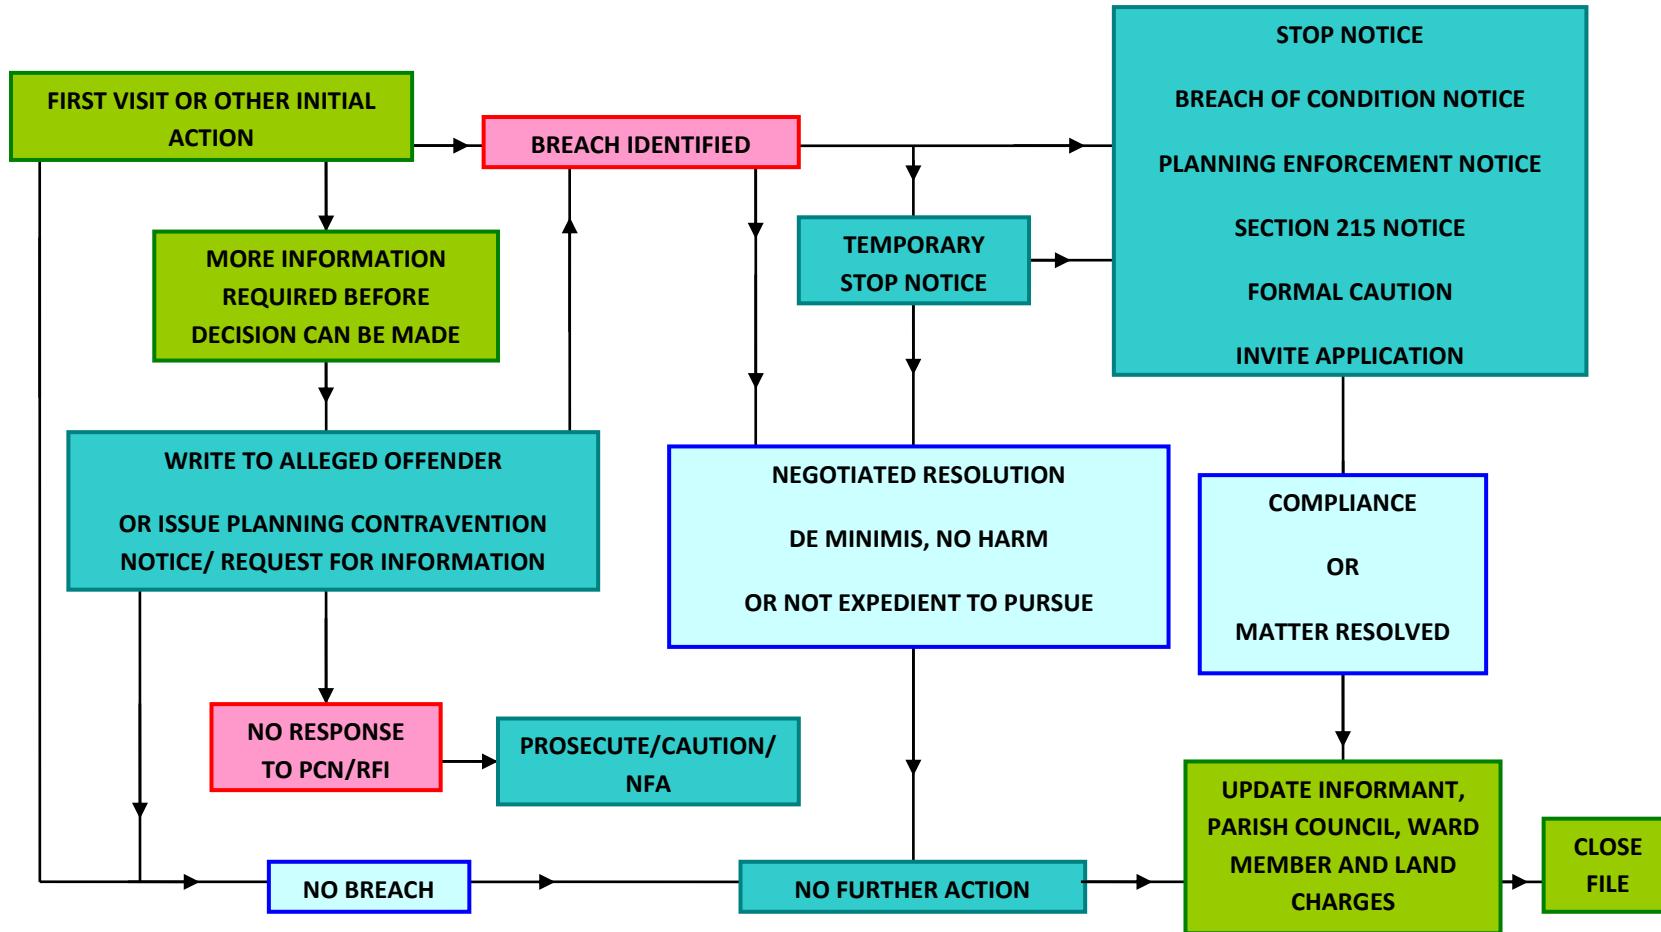 FIRST VISIT OR OTHER INITIAL
ACTION
BREACH IDENTIFIED
STOP NOTICE
BREACH OF CONDITION NOTICE
PLANNING ENFORCEMENT NOTICE
SECTION 215 NOTICE
FORMAL CAUTION
INVITE APPLICATION
MORE INFORMATION
REQUIRED BEFORE
DECISION CAN BE MADE
TEMPORARY
STOP NOTICE
WRITE TO ALLEGED OFFENDER
OR ISSUE PLANNING CONTRAVENTION
NOTICE/ REQUEST FOR INFORMATION
NEGOTIATED RESOLUTION
DE MINIMIS, NO HARM
OR NOT EXPEDIENT TO PURSUE
COMPLIANCE
OR
MATTER RESOLVED
NO RESPONSE
TO PCN/RFI
PROSECUTE/CAUTION/
NFA
UPDATE INFORMANT,
PARISH COUNCIL, WARD
MEMBER AND LAND
CHARGES
CLOSE
FILE
NO BREACH
NO FURTHER ACTION